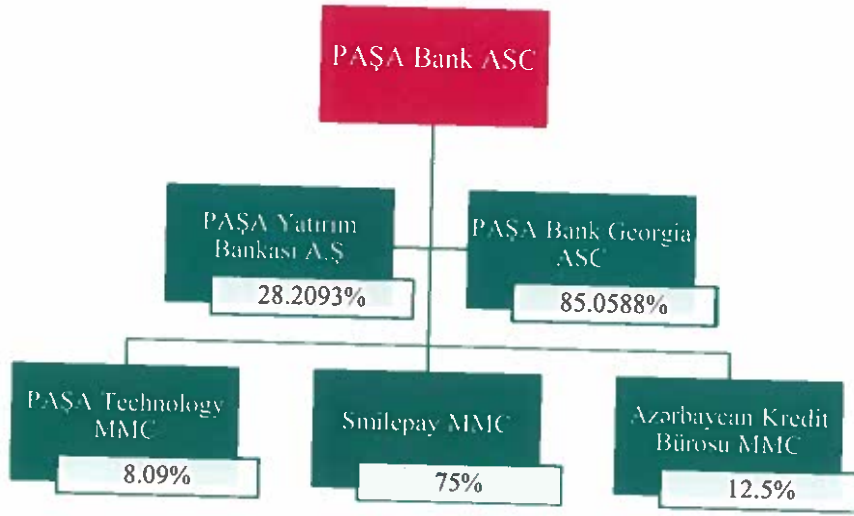 PAŞA Bank ASC
PAŞA Yatırım
Bankası A.Ş
28.2093%
PAŞA Bank Georgia
ASC
85.0588%
PAŞA Technology
MMC
8.09%
Smilepay MMC
75%
Azərbaycan Kredit
Bürosu MMC
12.5%